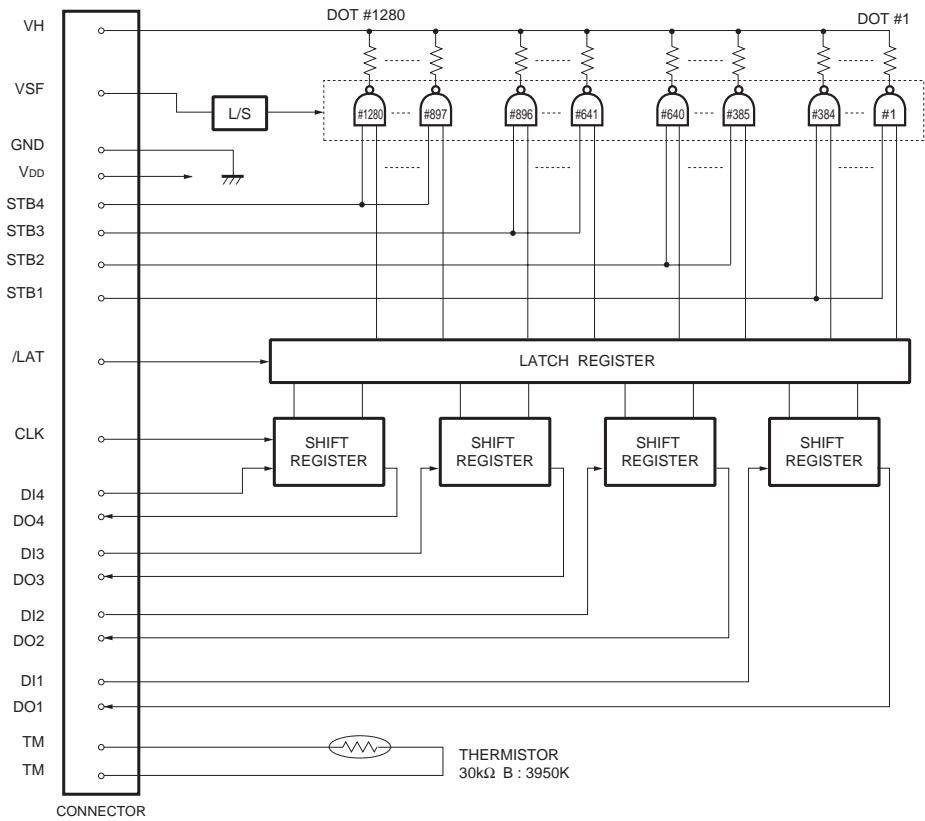 DOT #1280
DOT #1
VH
VSF
L/S
#1280
#897
#896
#641
#640
#385
#384
#1
GND
VDD
STB4
STB3
STB2
STB1
/LAT
LATCH REGISTER
CLK
SHIFT
REGISTER
SHIFT
REGISTER
SHIFT
REGISTER
SHIFT
REGISTER
DI4
DO4
DI3
DO3
DI2
DO2
DI1
DO1
TM
TM
THERMISTOR
30kΩ B : 3950K
CONNECTOR